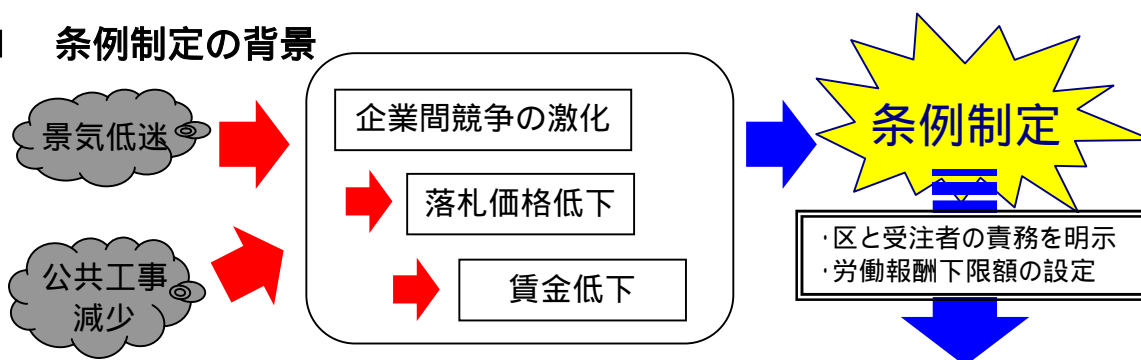 条例制定の背景
景気低迷
公共工事
減少
企業間競争の激化
落札価格低下
賃金低下
条例制定
・区と受注者の責務を明示
・労働報酬下限額の設定